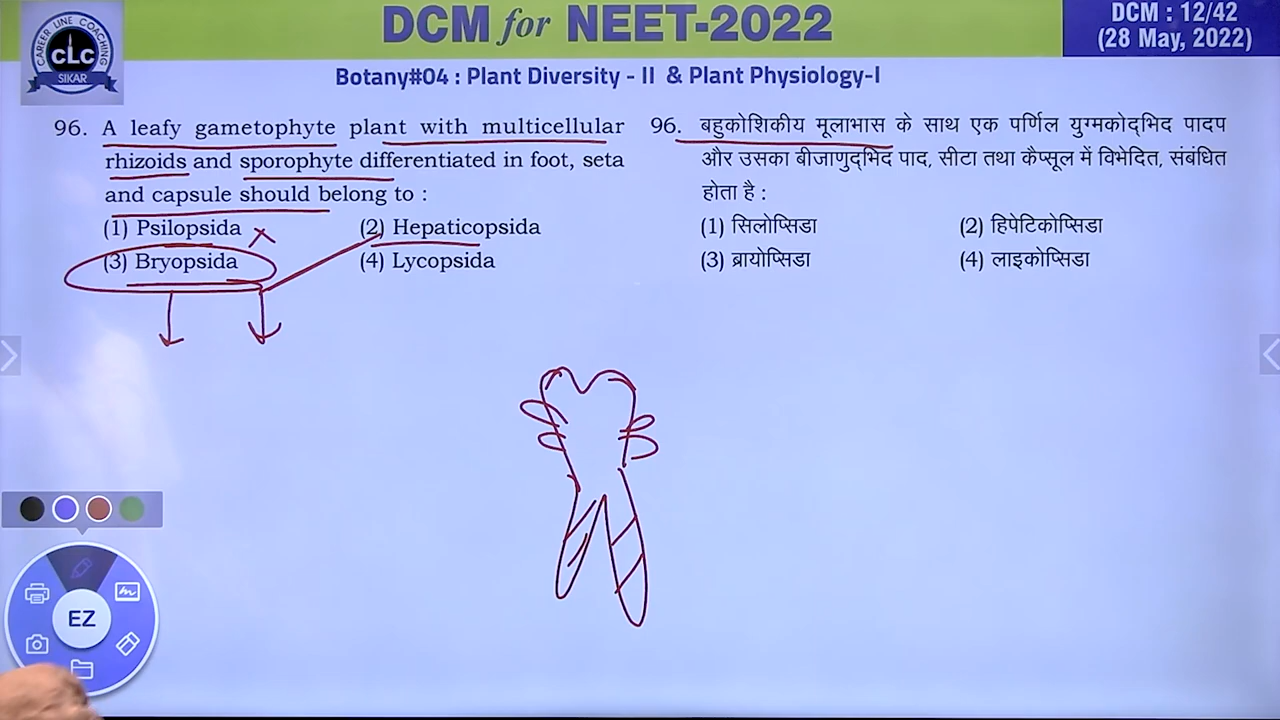 DCM for NEET-2022
DCM : 12/42
(28 May, 2022)
CAREER LINE COACHING
CLC
SIKAR
Botany#04 : Plant Diversity - II & Plant Physiology-I
96. A leafy gametophyte plant with multicellular
rhizoids and sporophyte differentiated in foot, seta
and capsule should belong to :
(1) Psilopsida
(2) Hepaticopsida
(3) Bryopsida
(4) Lycopsida
96. बहुकोशिकीय मूलाभास के साथ एक पर्णिल युग्मकोद्भिद पादप
और उसका बीजाणुद्भिद पाद, सीटा तथा कैप्सूल में विभेदित, संबंधित
होता है :
(1) सिलोप्सिडा
(2) हिपेटिकोप्सिडा
(3) ब्रायोप्सिडा
(4) लाइकोप्सिडा
EZ